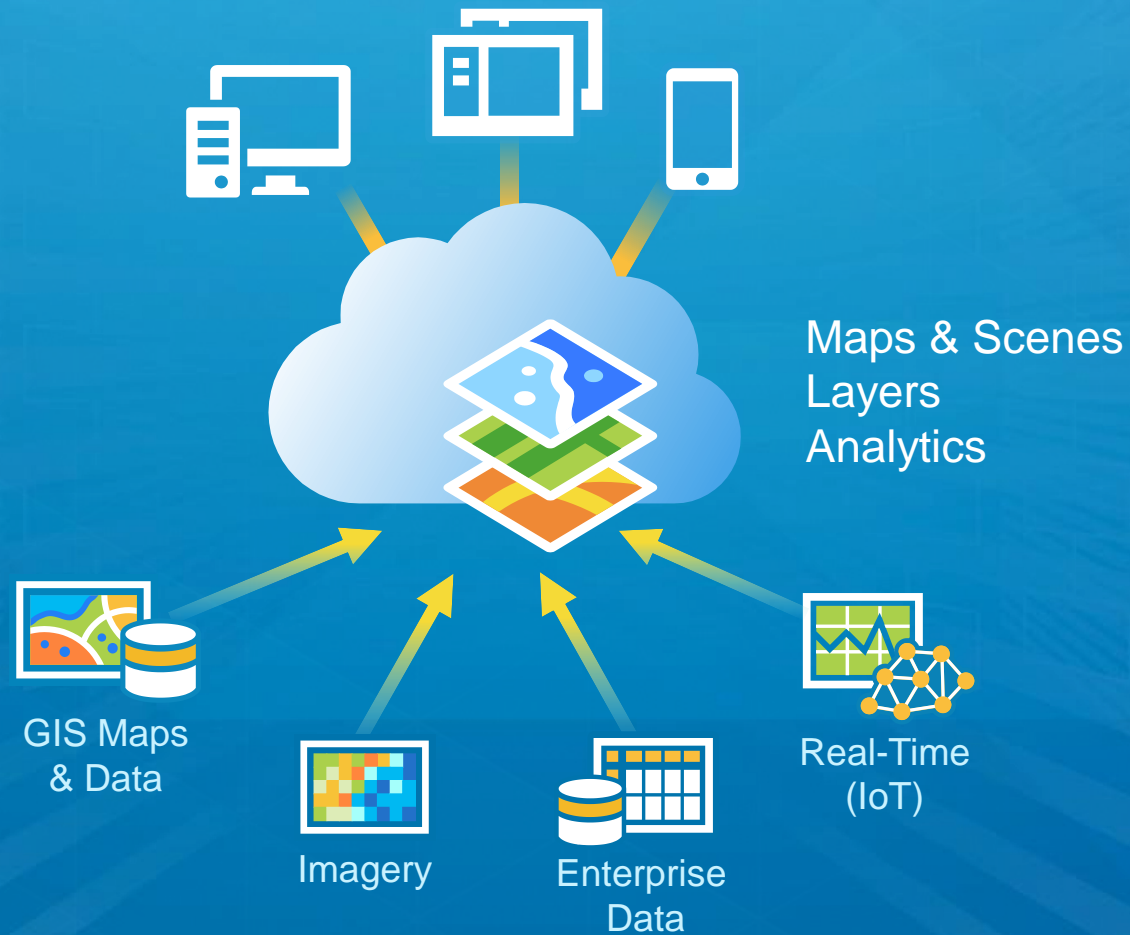 Maps & Scenes
Layers
Analytics
GIS Maps
& Data
Imagery
Enterprise
Data
Real-Time
(IoT)